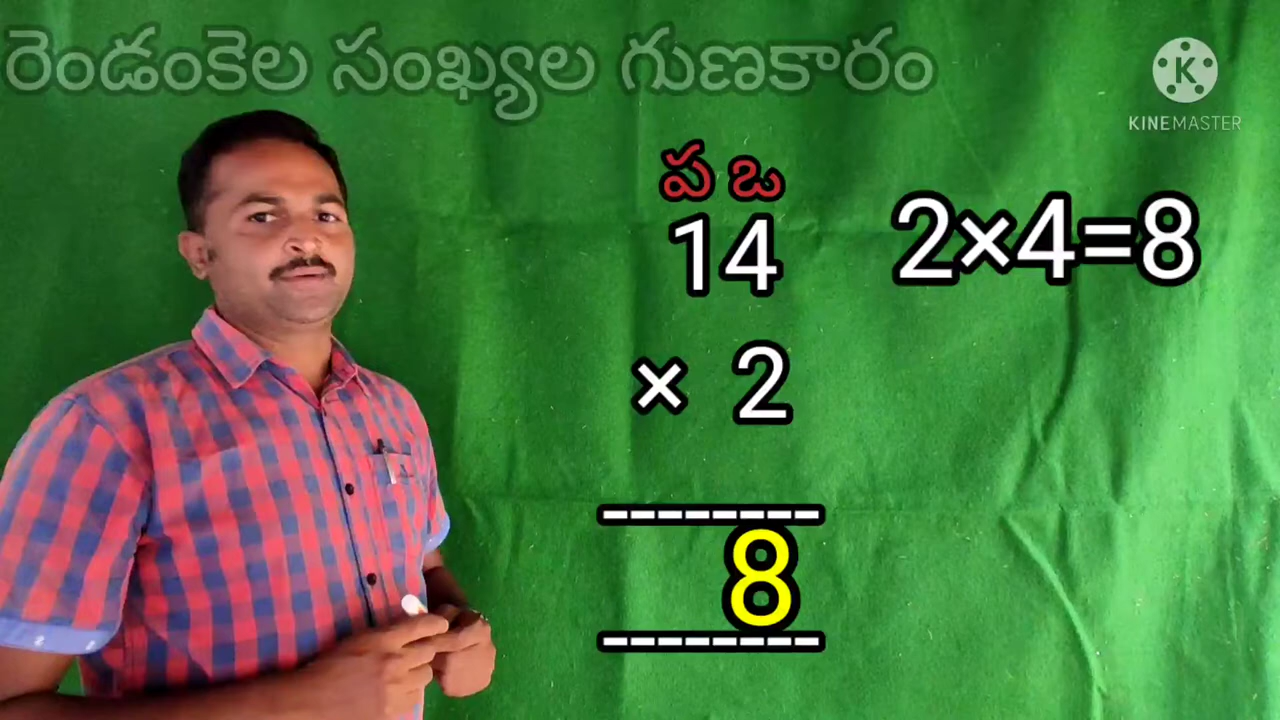 రెండంకెల సంఖ్యల గుణకారం
K
KINEMASTER
ప ఒ
14
2×4=8
× 2
--------
8
--------